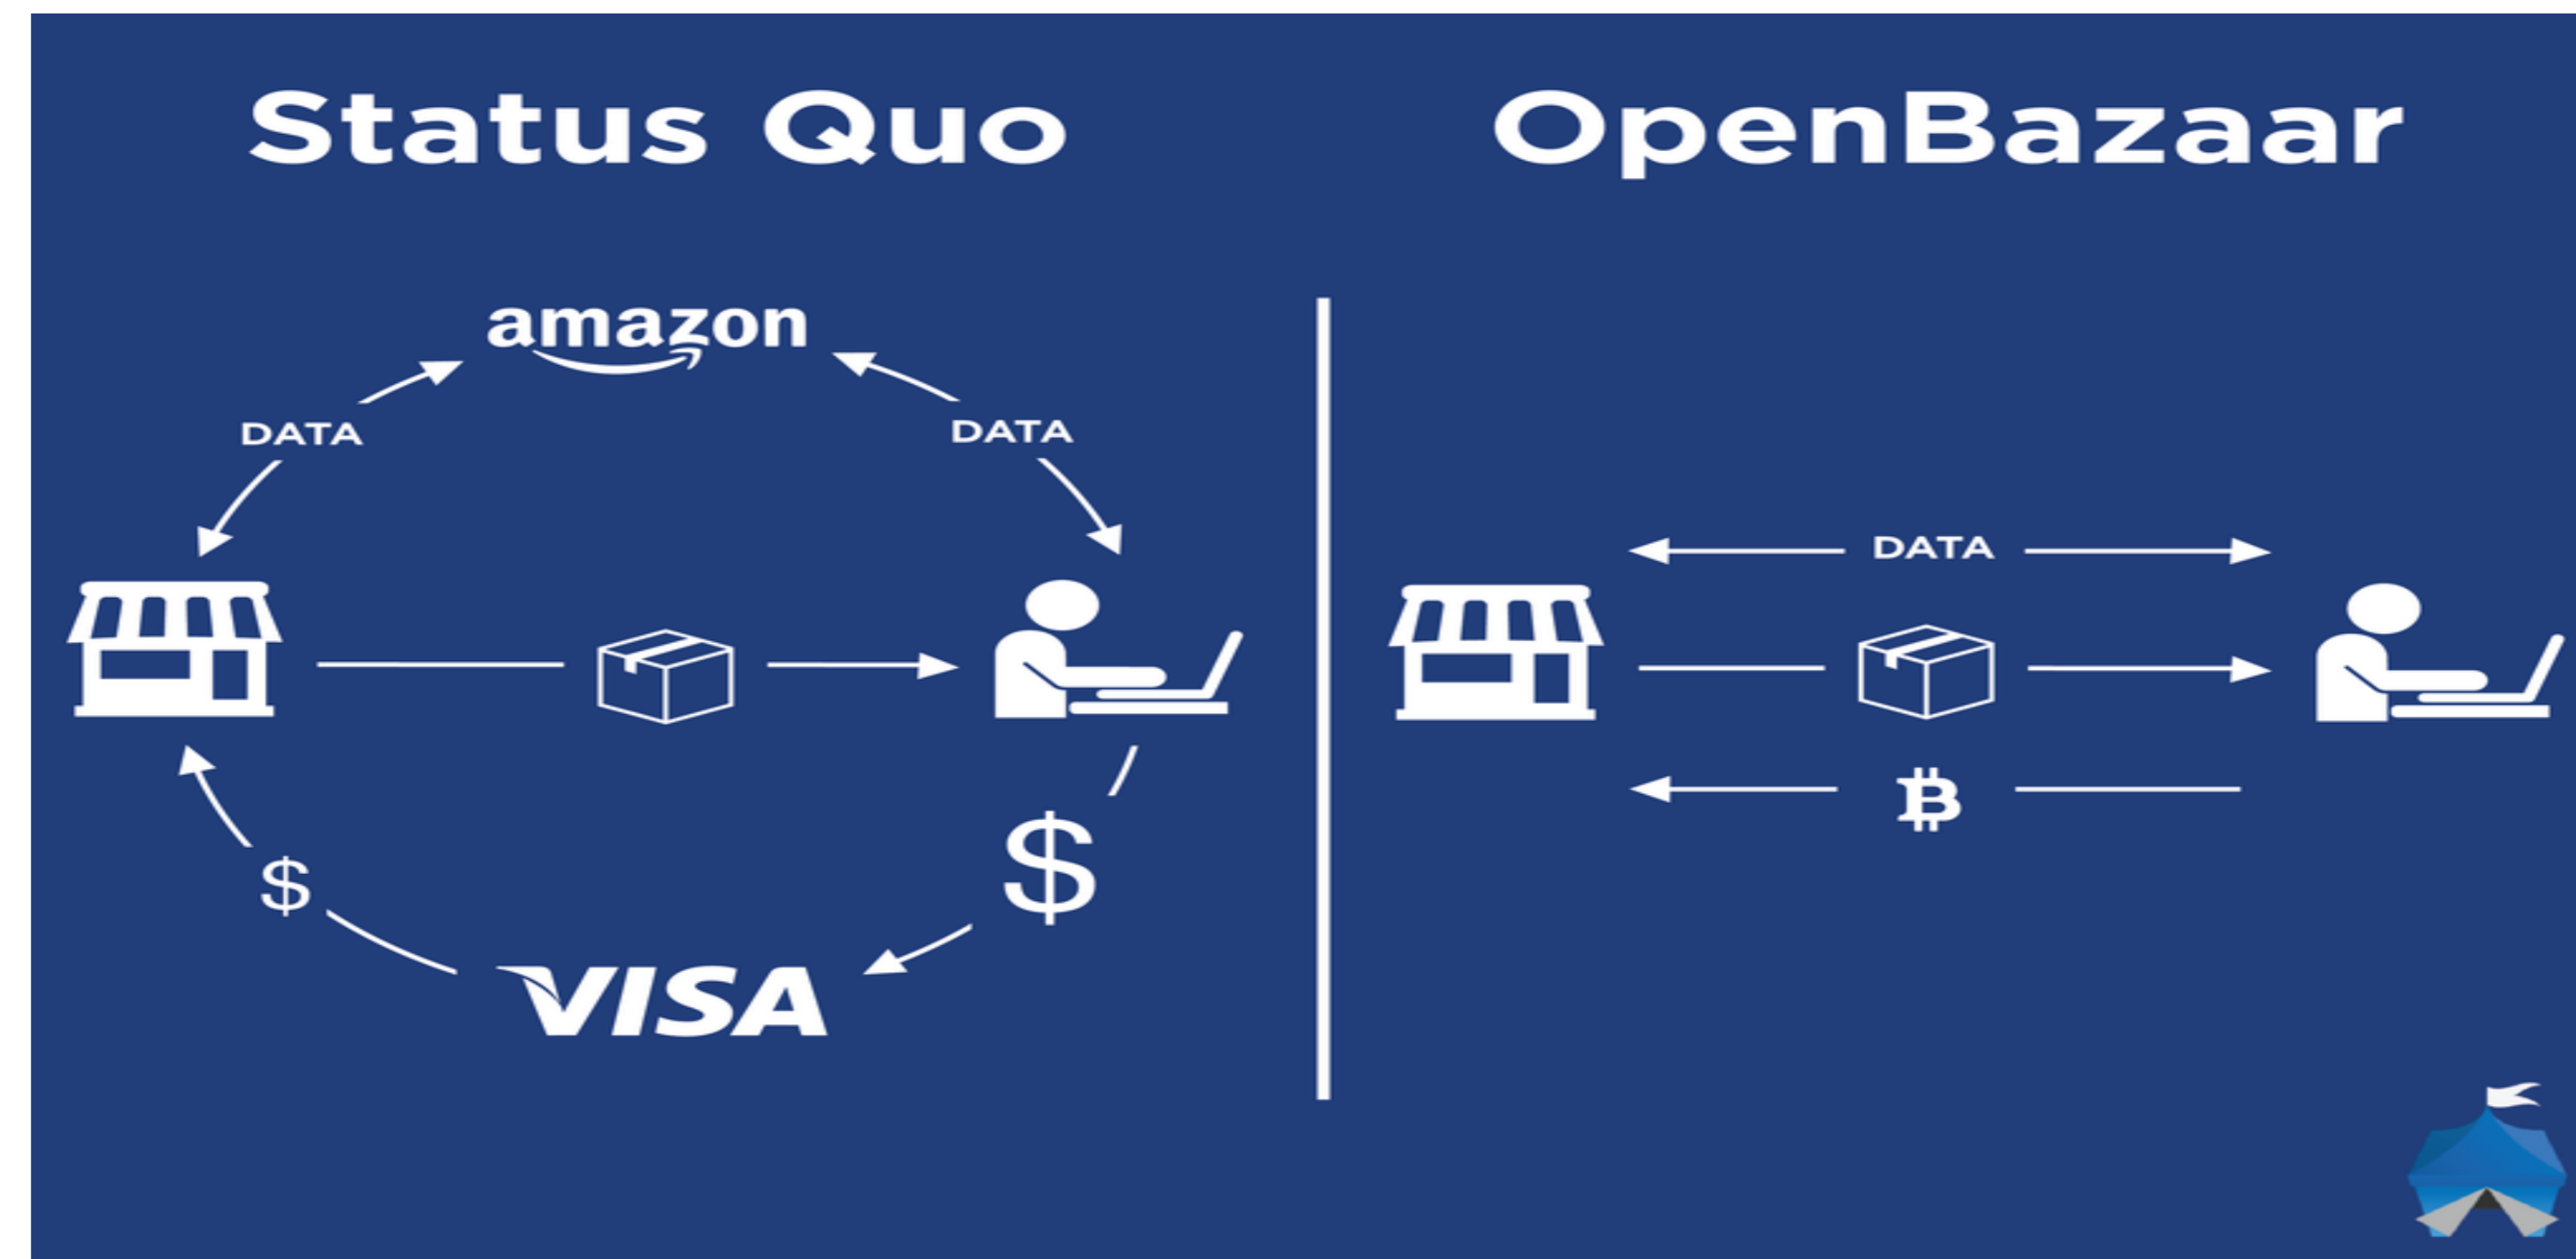 Status Quo
OpenBazaar
amazon
DATA
DATA
$
$
VISA
DATA
₿